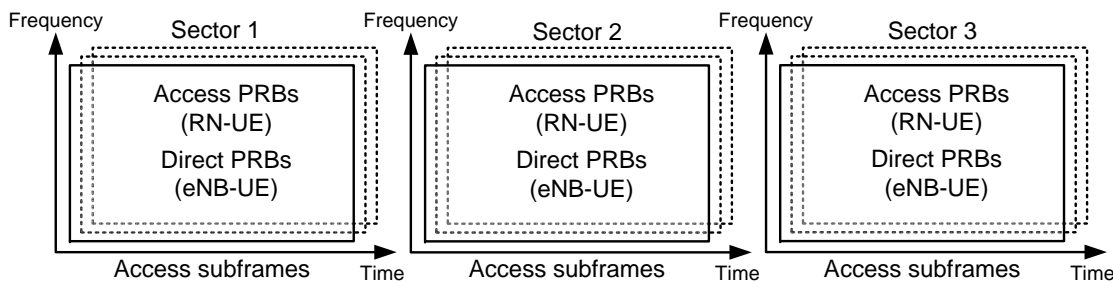 Frequency
Sector 1
Access PRBs
(RN-UE)
Direct PRBs
(eNB-UE)
Access subframes
Time
Frequency
Sector 2
Access PRBs
(RN-UE)
Direct PRBs
(eNB-UE)
Access subframes
Time
Frequency
Sector 3
Access PRBs
(RN-UE)
Direct PRBs
(eNB-UE)
Access subframes
Time